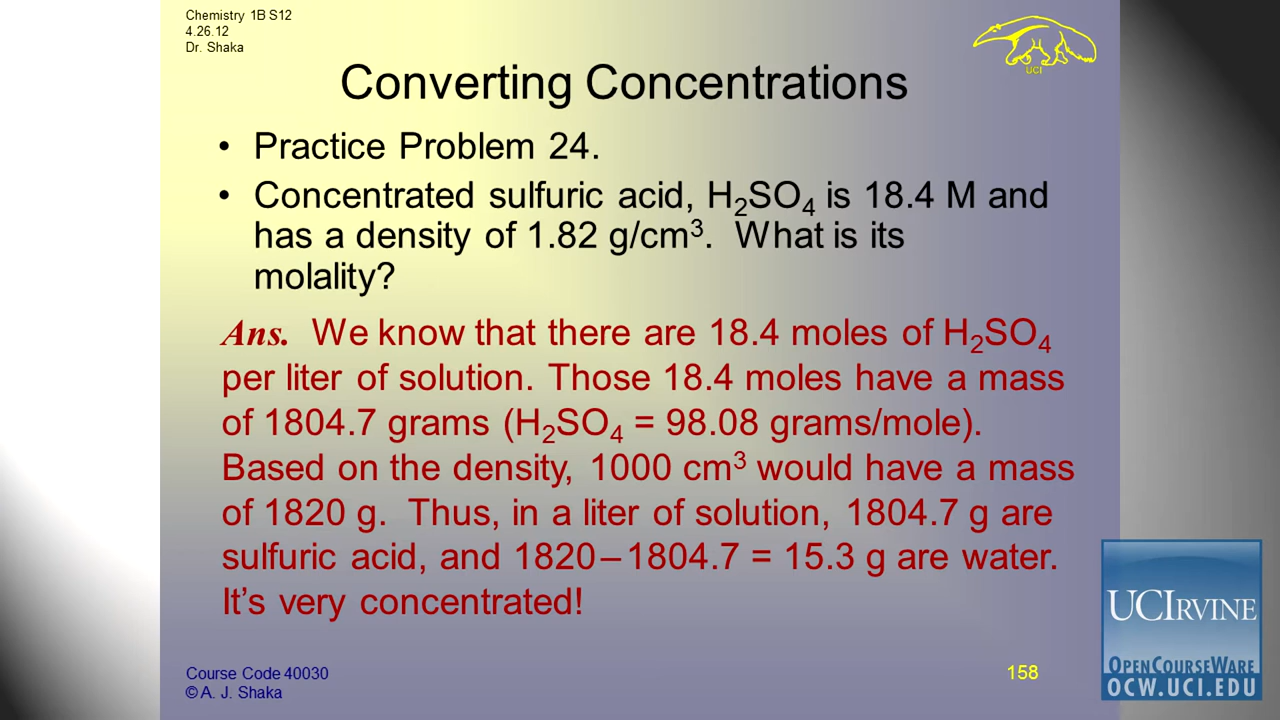 Chemistry 1B S12
4.26.12
Dr. Shaka
UCI
Converting Concentrations
• Practice Problem 24.
• Concentrated sulfuric acid, H₂SO₄ is 18.4 M and
has a density of 1.82 g/cm³. What is its
molality?
Ans. We know that there are 18.4 moles of H₂SO₄
per liter of solution. Those 18.4 moles have a mass
of 1804.7 grams (H₂SO₄ = 98.08 grams/mole).
Based on the density, 1000 cm³ would have a mass
of 1820 g. Thus, in a liter of solution, 1804.7 g are
sulfuric acid, and 1820 – 1804.7 = 15.3 g are water.
It’s very concentrated!
Course Code 40030
© A. J. Shaka
158
UCIRVINE
OPENCOURSEWARE
OCW.UCI.EDU